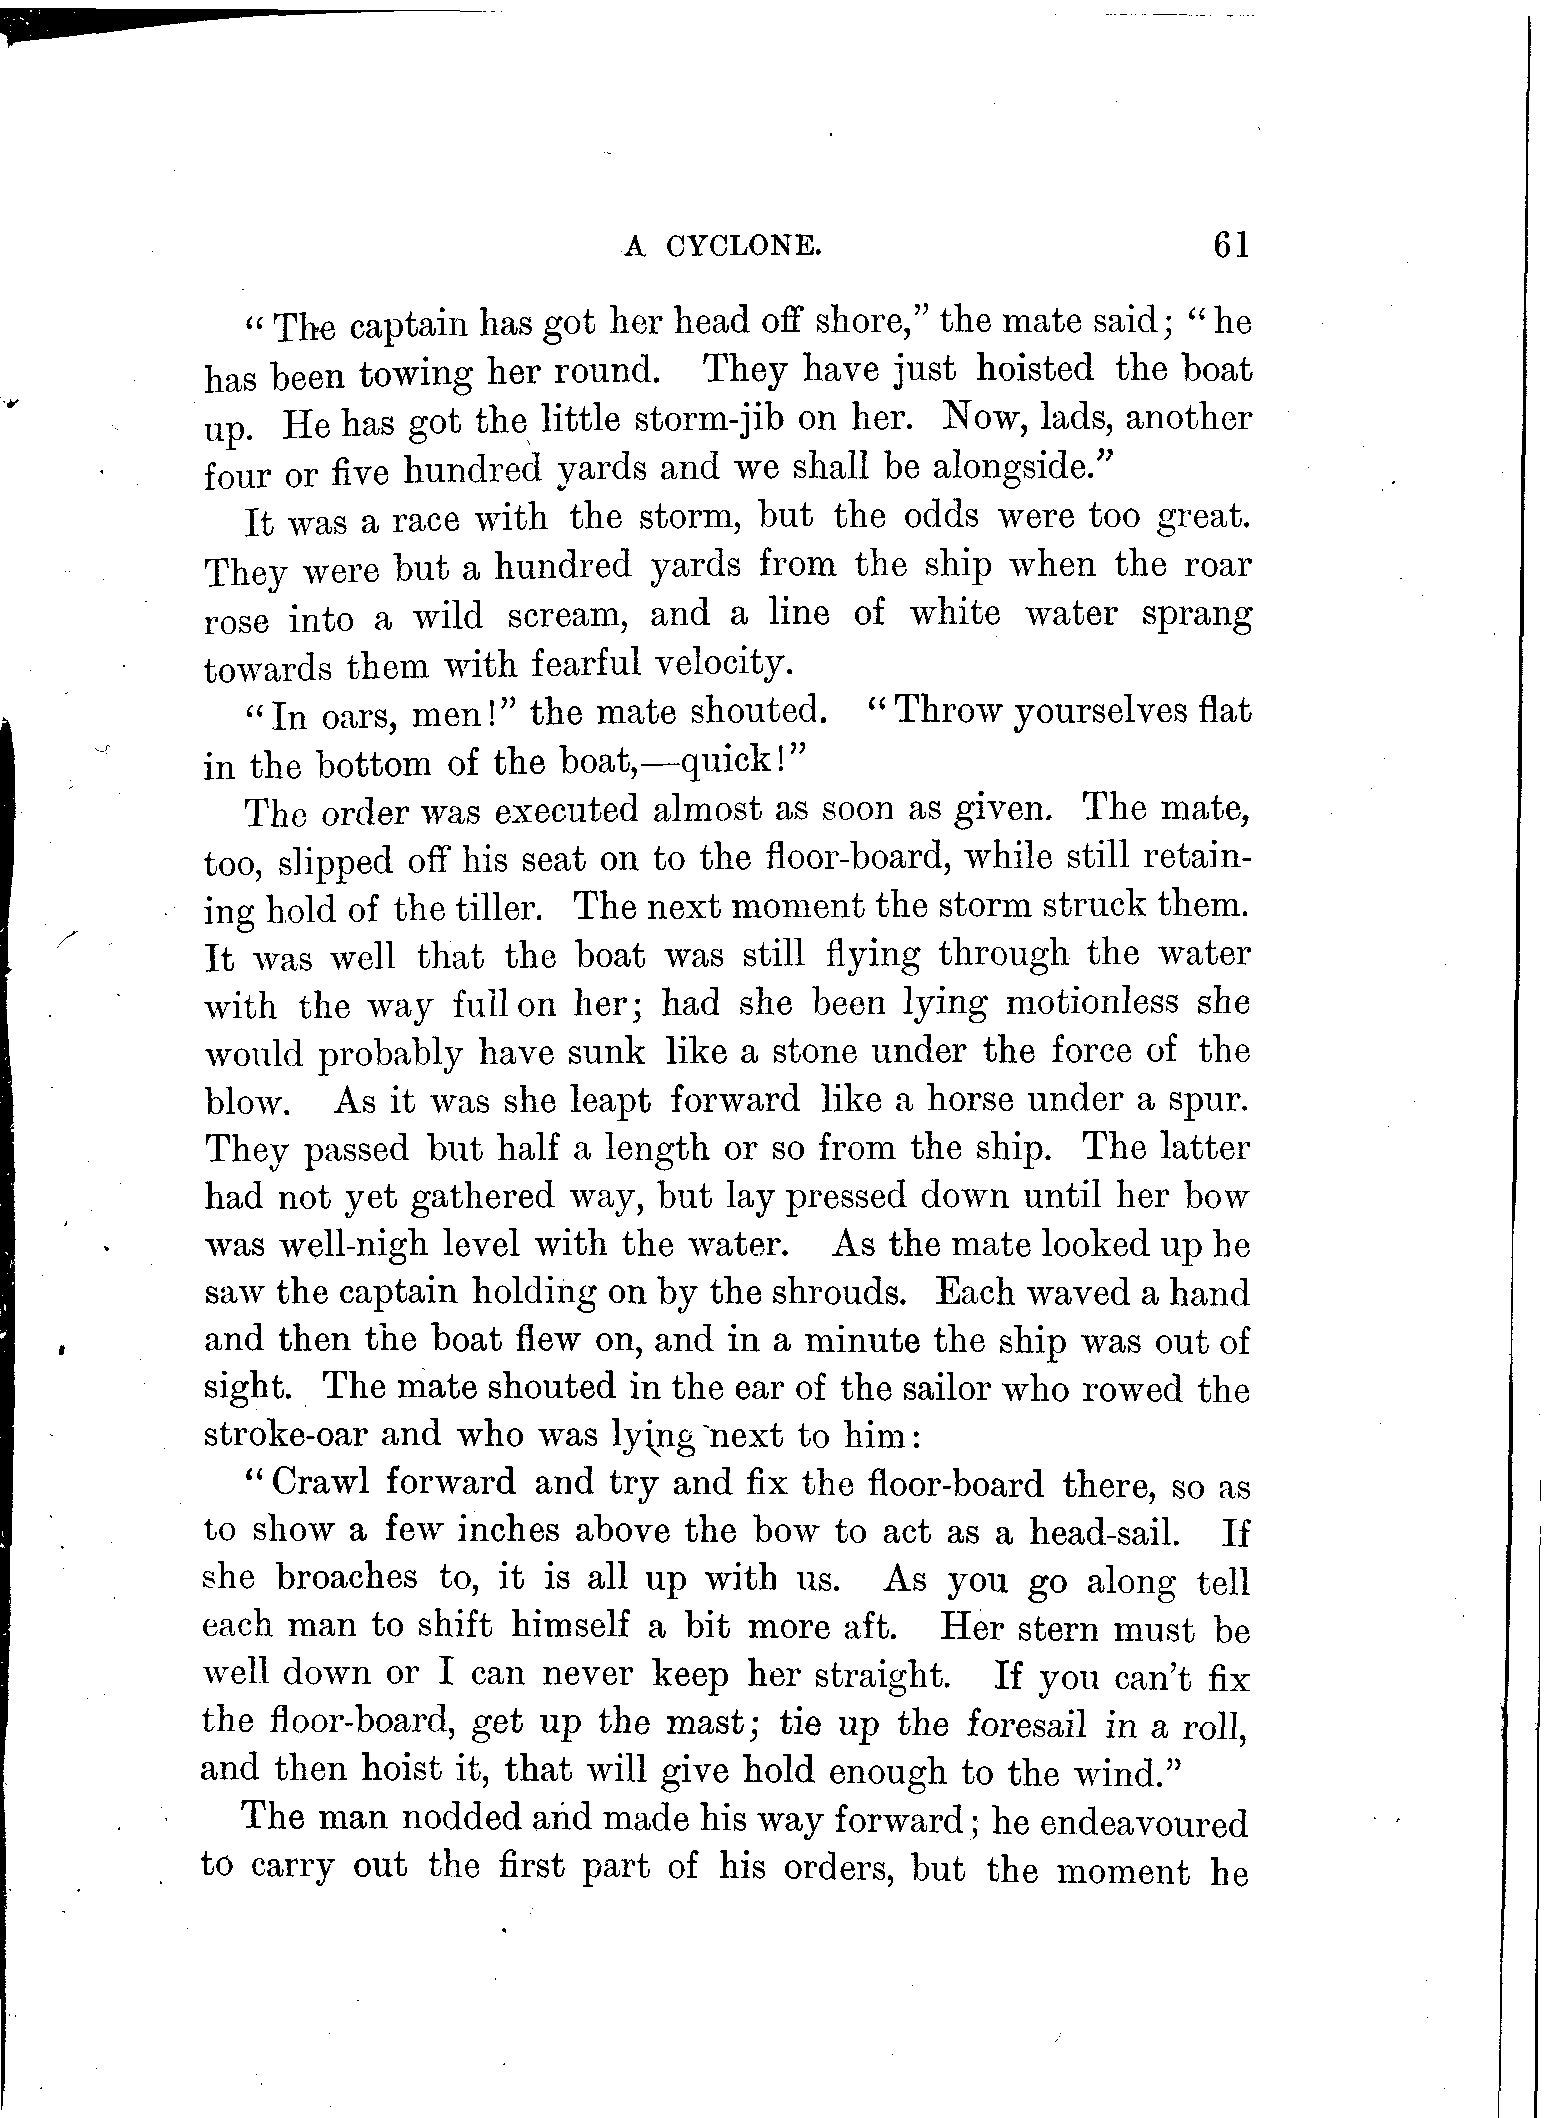 A CYCLONE. 61
“The captain has got her head off shore,” the mate said; “he
has been towing her round. They have just hoisted the boat
up. He has got the little storm-jib on her. Now, lads, another
four or five hundred yards and we shall be alongside.”
It was a race with the storm, but the odds were too great.
They were but a hundred yards from the ship when the roar
rose into a wild scream, and a line of white water sprang
towards them with fearful velocity.
“In oars, men!” the mate shouted. “Throw yourselves flat
in the bottom of the boat,—quick!”
The order was executed almost as soon as given. The mate,
too, slipped off his seat on to the floor-board, while still retain-
ing hold of the tiller. The next moment the storm struck them.
It was well that the boat was still flying through the water
with the way full on her; had she been lying motionless she
would probably have sunk like a stone under the force of the
blow. As it was she leapt forward like a horse under a spur.
They passed but half a length or so from the ship. The latter
had not yet gathered way, but lay pressed down until her bow
was well-nigh level with the water. As the mate looked up he
saw the captain holding on by the shrouds. Each waved a hand
and then the boat flew on, and in a minute the ship was out of
sight. The mate shouted in the ear of the sailor who rowed the
stroke-oar and who was lying next to him:
“Crawl forward and try and fix the floor-board there, so as
to show a few inches above the bow to act as a head-sail. If
she broaches to, it is all up with us. As you go along tell
each man to shift himself a bit more aft. Her stern must be
well down or I can never keep her straight. If you can't fix
the floor-board, get up the mast; tie up the foresail in a roll,
and then hoist it, that will give hold enough to the wind.”
The man nodded and made his way forward; he endeavoured
to carry out the first part of his orders, but the moment he